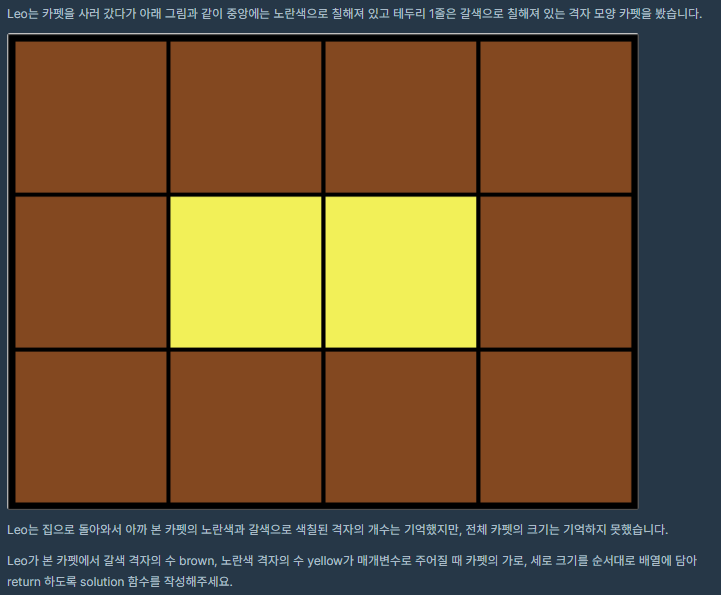 Leo는 카펫을 사러 갔다가 아래 그림과 같이 중앙에는 노란색으로 칠해져 있고 테두리 1줄은 갈색으로 칠해져 있는 격자 모양 카펫을 봤습니다.
Leo는 집으로 돌아와서 아까 본 카펫의 노란색과 갈색으로 색칠된 격자의 개수는 기억했지만, 전체 카펫의 크기는 기억하지 못했습니다.
Leo가 본 카펫에서 갈색 격자의 수 brown, 노란색 격자의 수 yellow가 매개변수로 주어질 때 카펫의 가로, 세로 크기를 순서대로 배열에 담아
return 하도록 solution 함수를 작성해주세요.